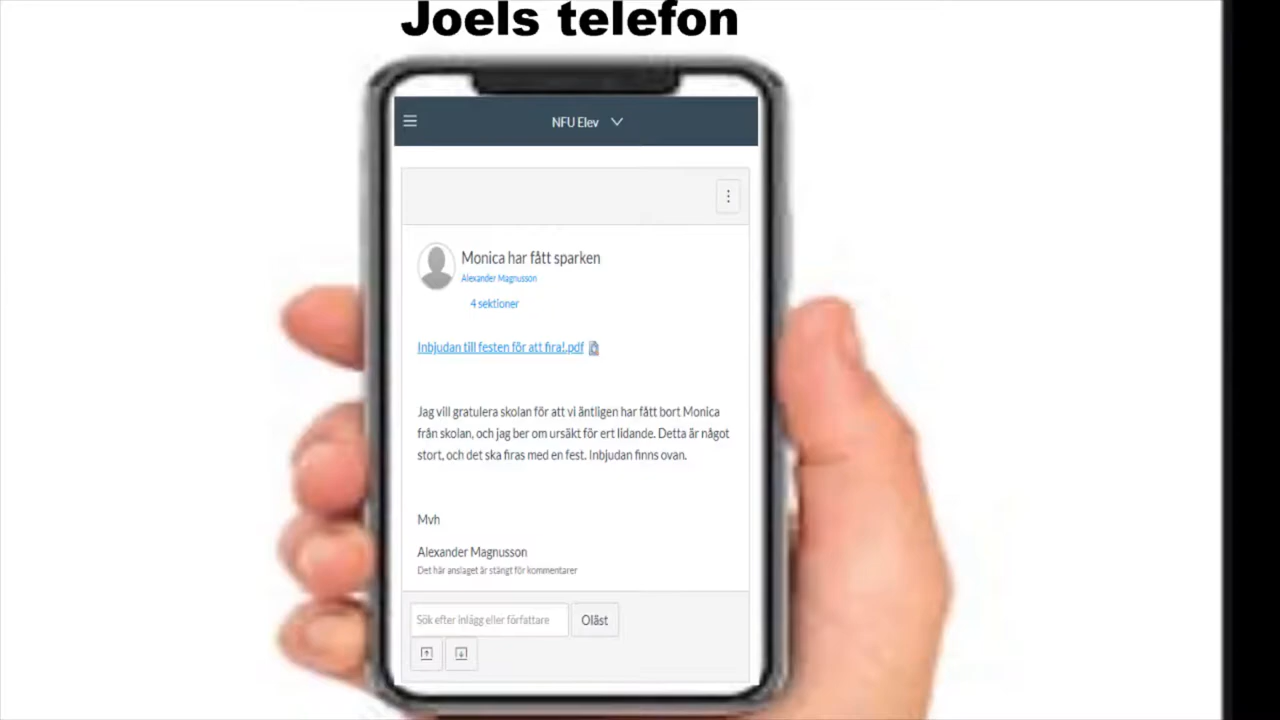 Joels telefon
NFU Elev
Monica har fått sparken
Alexander Magnusson
4 sektioner
Inbjudan till festen för att fira!.pdf
Jag vill gratulera skolan för att vi äntligen har fått bort Monica
från skolan, och jag ber om ursäkt för ert lidande. Detta är något
stort, och det ska firas med en fest. Inbjudan finns ovan.
Mvh
Alexander Magnusson
Det här anslaget är stängt för kommentarer
Sök efter inlägg eller författare
Oläst